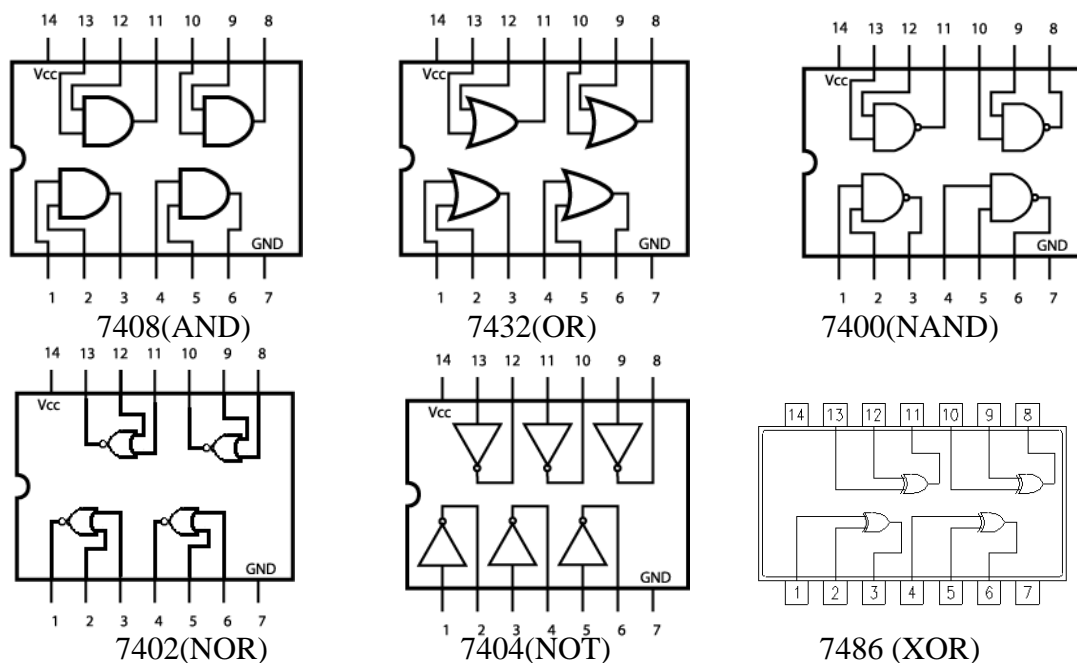 14 13 12 11 10 9 8
Vcc
GND
1 2 3 4 5 6 7
7408(AND)
14 13 12 11 10 9 8
Vcc
GND
1 2 3 4 5 6 7
7432(OR)
14 13 12 11 10 9 8
Vcc
GND
1 2 3 4 5 6 7
7400(NAND)
14 13 12 11 10 9 8
Vcc
GND
1 2 3 4 5 6 7
7402(NOR)
14 13 12 11 10 9 8
Vcc
GND
1 2 3 4 5 6 7
7404(NOT)
14 13 12 11 10 9 8
1 2 3 4 5 6 7
7486 (XOR)